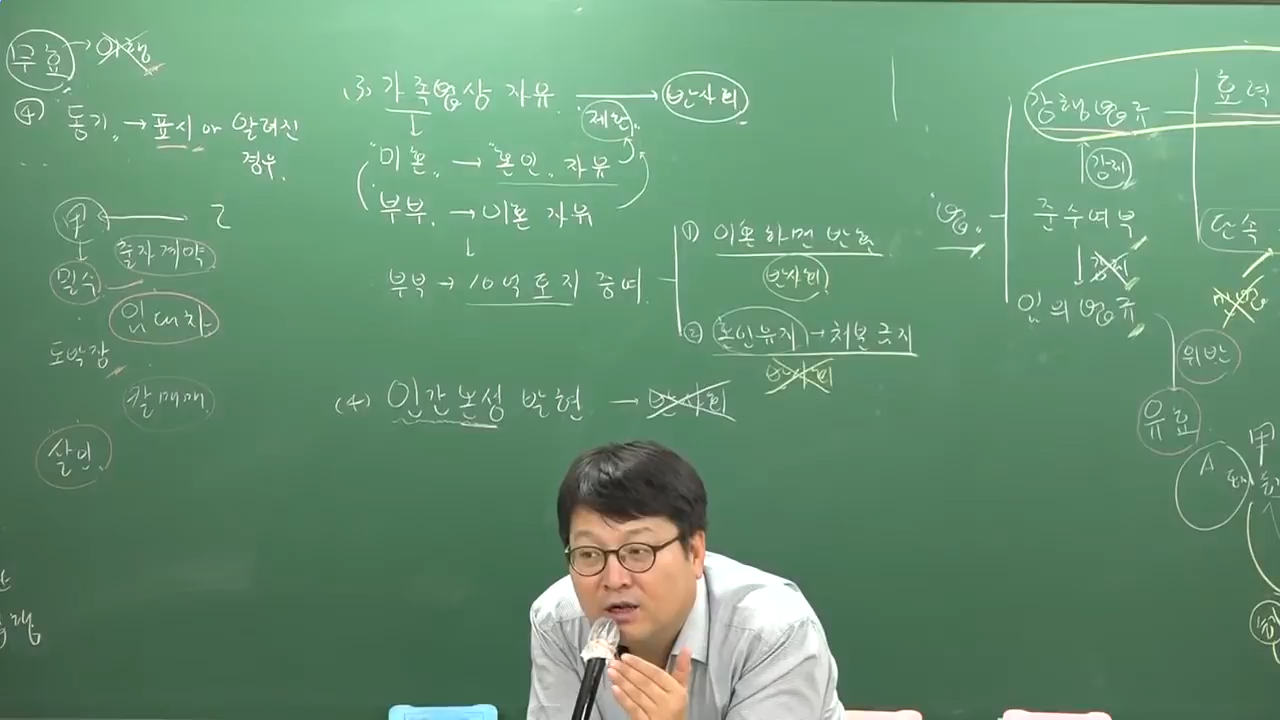 무효 → 이행
④ 동기 → 표시 or 알려진
경우.
甲 乙
출자계약
밀수
임대차
도박장
칼 매매
살인
(3) 가족법상 자유 → 반사회
제한
"미혼" → "혼인" 자유
부부. → 이혼 자유
↓
부부 → 10억 토지 증여.
① 이혼하면 반환
반사회
② 혼인유지 → 처분 금지
반사회
(4) 인간 본성 발현 → 반사회
법.
강행법규 — 효력
↑ 강제
준수여부 단속
↓ 강제
임의법규
위반
유효
A
甲